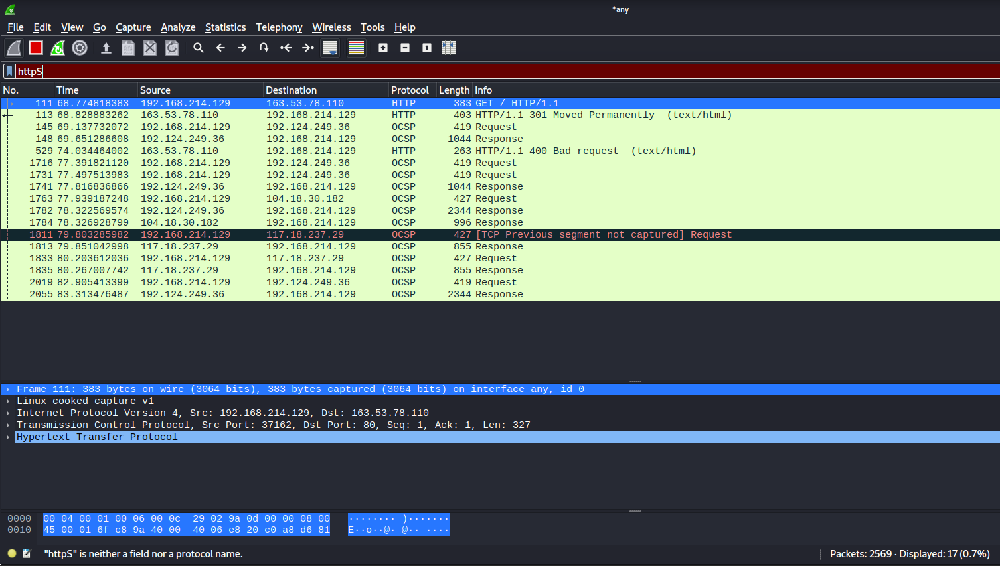 *any
File Edit View Go Capture Analyze Statistics Telephony Wireless Tools Help
httpS
No. Time Source Destination Protocol Length Info
111 68.774818383 192.168.214.129 163.53.78.110 HTTP 383 GET / HTTP/1.1
113 68.828883262 163.53.78.110 192.168.214.129 HTTP 403 HTTP/1.1 301 Moved Permanently (text/html)
145 69.137732072 192.168.214.129 192.124.249.36 OCSP 419 Request
148 69.651286608 192.124.249.36 192.168.214.129 OCSP 1044 Response
529 74.034464002 163.53.78.110 192.168.214.129 HTTP 263 HTTP/1.1 400 Bad request (text/html)
1716 77.391821120 192.168.214.129 192.124.249.36 OCSP 419 Request
1731 77.497513983 192.168.214.129 192.124.249.36 OCSP 419 Request
1741 77.816836866 192.124.249.36 192.168.214.129 OCSP 1044 Response
1763 77.939187248 192.168.214.129 104.18.30.182 OCSP 427 Request
1782 78.322569574 192.124.249.36 192.168.214.129 OCSP 2344 Response
1784 78.326928799 104.18.30.182 192.168.214.129 OCSP 996 Response
1811 79.803285982 192.168.214.129 117.18.237.29 OCSP 427 [TCP Previous segment not captured] Request
1813 79.851042998 117.18.237.29 192.168.214.129 OCSP 855 Response
1833 80.203612036 192.168.214.129 117.18.237.29 OCSP 427 Request
1835 80.267007742 117.18.237.29 192.168.214.129 OCSP 855 Response
2019 82.905413399 192.168.214.129 192.124.249.36 OCSP 419 Request
2055 83.313476487 192.124.249.36 192.168.214.129 OCSP 2344 Response
Frame 111: 383 bytes on wire (3064 bits), 383 bytes captured (3064 bits) on interface any, id 0
Linux cooked capture v1
Internet Protocol Version 4, Src: 192.168.214.129, Dst: 163.53.78.110
Transmission Control Protocol, Src Port: 37162, Dst Port: 80, Seq: 1, Ack: 1, Len: 327
Hypertext Transfer Protocol
0000 00 04 00 01 00 06 00 0c 29 02 9a 0d 00 00 08 00 ········ )·······
0010 45 00 01 6f c8 9a 40 00 40 06 e8 20 c0 a8 d6 81 E··o··@· @·· ····
"httpS" is neither a field nor a protocol name.
Packets: 2569 · Displayed: 17 (0.7%)